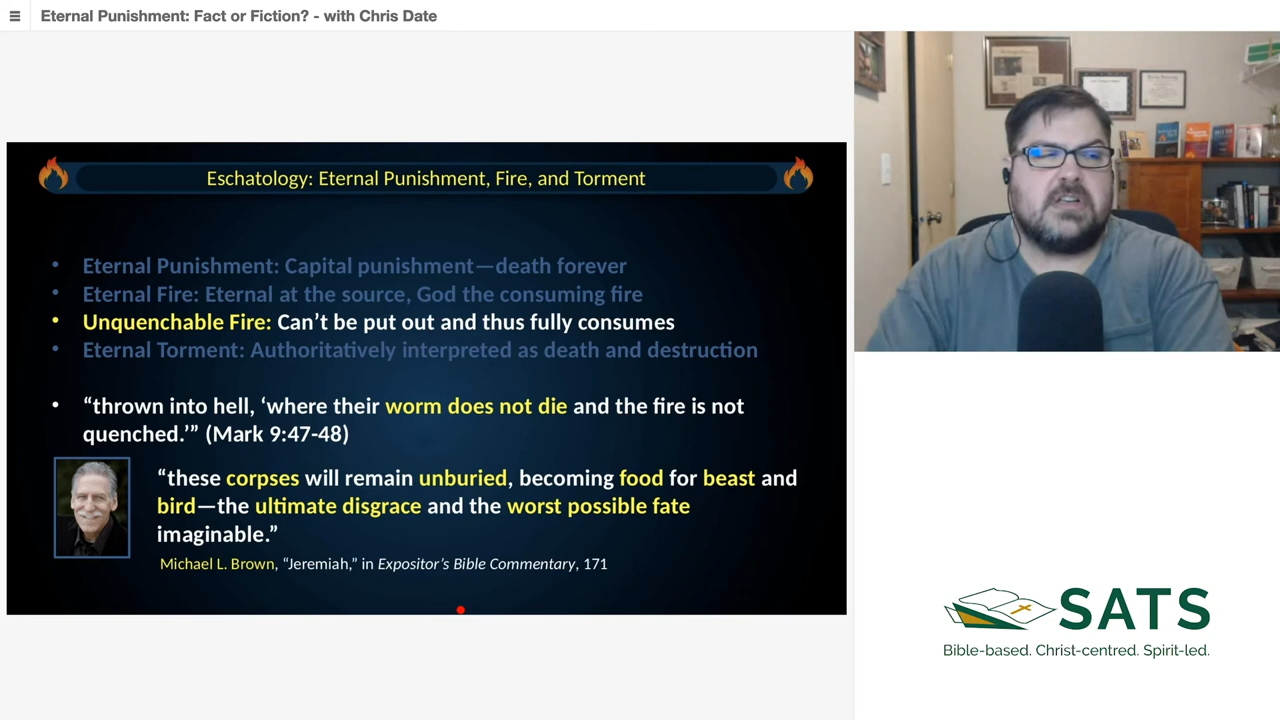 Eternal Punishment: Fact or Fiction? - with Chris Date
Eschatology: Eternal Punishment, Fire, and Torment
• Eternal Punishment: Capital punishment—death forever
• Eternal Fire: Eternal at the source, God the consuming fire
• Unquenchable Fire: Can’t be put out and thus fully consumes
• Eternal Torment: Authoritatively interpreted as death and destruction
• “thrown into hell, ‘where their worm does not die and the fire is not
quenched.’” (Mark 9:47-48)
“these corpses will remain unburied, becoming food for beast and
bird—the ultimate disgrace and the worst possible fate
imaginable.”
Michael L. Brown, “Jeremiah,” in Expositor’s Bible Commentary, 171
SATS
Bible-based. Christ-centred. Spirit-led.